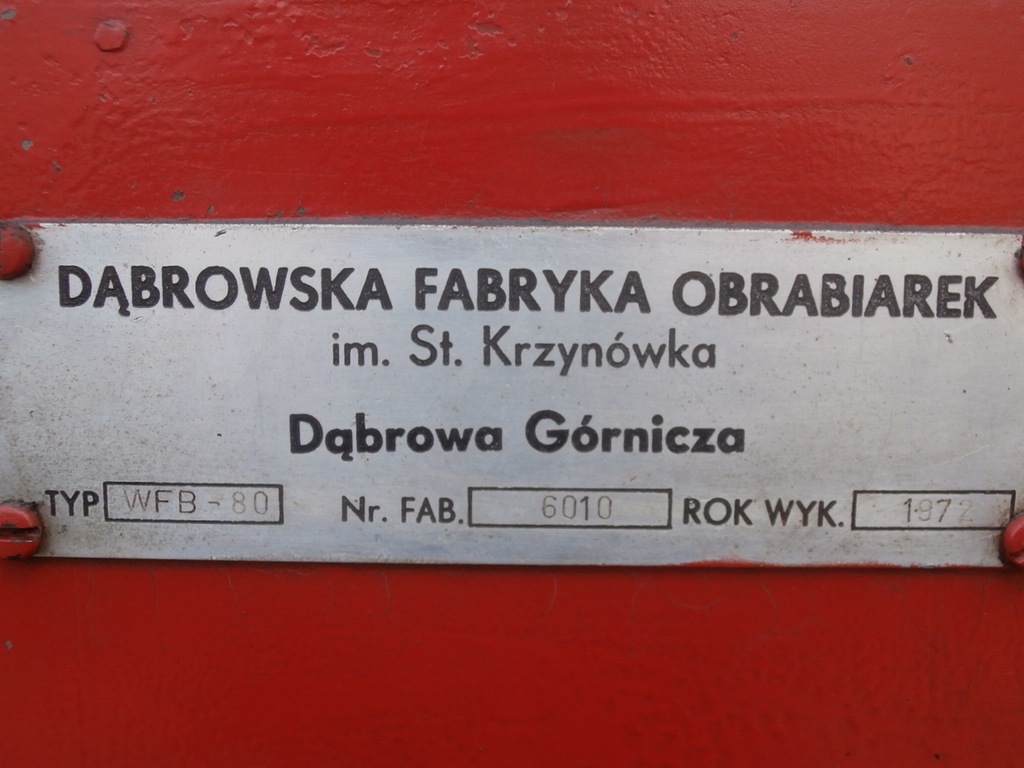 DĄBROWSKA FABRYKA OBRABIAREK
im. St. Krzynówka
Dąbrowa Górnicza
TYP WFB-80 Nr. FAB. 6010 ROK WYK. 1972